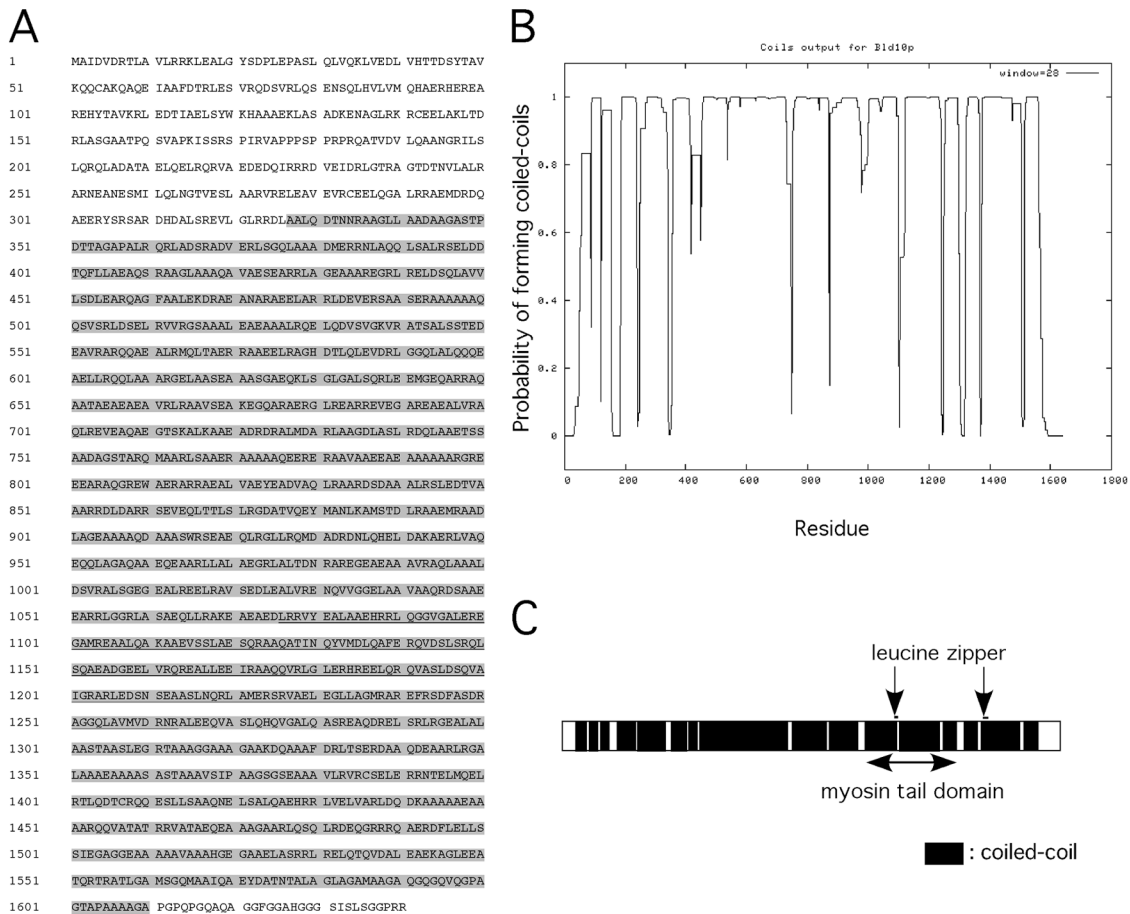 A
1 MAIDVDRTLA VLRRKLEALG YSDPLEPASL QLVQKLVEDL VHTTDSYTAV
51 KQQCAKQAQE IAAFDTRLES VRQDSVRLQS ENSQLHVLVM QHAERHEREA
101 REHYTAVKRL EDTIAELSYW KHAAAEKLAS ADKENAGLRK RCEELAKLTD
151 RLASGAATPQ SVAPKISSRS PIRVAPPPSP PRPRQATVDV LQAANGRILS
201 LQRQLADATA ELQELRQRVA EDEDQIRRRD VEIDRLGTRA GTDTNVLALR
251 ARNEANESMI LQLNGTVESL AARVRELEAV EVRCEELQGA LRRAEMDRDQ
301 AEERYSRSAR DHDALSREVL GLRRDLAALQ DTNNRAAGLL AADAAGASTP
351 DTTAGAPALR QRLADSRADV ERLSGQLAAA DMERRNLAQQ LSALRSELDD
401 TQFLLAEAQS RAAGLAAAQA VAESEARRLA GEAAAREGRL RELDSQLAVV
451 LSDLEARQAG FAALEKDRAE ANARAEELAR RLDEVERSAA SERAAAAAAQ
501 QSVSRLDSEL RVVRGSAAAL EAEAAALRQE LQDVSVGKVR ATSALSSTED
551 EAVRARQQAE ALRMQLTAER RAAEELRAGH DTLQLEVDRL GGQLALQQQE
601 AELLRQQLAA ARGELAASEA AASGAEQKLS GLGALSQRLE EMGEQARRAQ
651 AATAEAEAEA VRLRAAVSEA KEGQARAERG LREARREVEG AREAEALVRA
701 QLREVEAQAE GTSKALKAAE ADRDRALMDA RLAAGDLASL RDQLAAETSS
751 AADAGSTARQ MAARLSAAER AAAAAQEERE RAAVAAEEAE AAAAAARGRE
801 EEARAQGREW AERARRAEAL VAEYEADVAQ LRAARDSDAA ALRSLEDTVA
851 AARRDLDARR SEVEQLTTLS LRGDATVQEY MANLKAMSTD LRAAEMRAAD
901 LAGEAAAAQD AAASWRSEAE QLRGLLRQMD ADRDNLQHEL DAKAERLVAQ
951 EQQLAGAQAA EQEAARLLAL AEGRLALTDN RAREGEAEAA AVRAQLAAAL
1001 DSVRALSGEG EALREELRAV SEDLEALVRE NQVVGGELAA VAAQRDSAAE
1051 EARRLGGRLA SAEQLLRAKE AEAEDLRRVY EALAAEHRRL QGGVGALERE
1101 GAMREAALQA KAAEVSSLAE SQRAAQATIN QYVMDLQAFE RQVDSLSRQL
1151 SQAEADGEEL VRQREALLEE IRAAQQVRLG LERHREELQR QVASLDSQVA
1201 IGRARLEDSN SEAASLNQRL AMERSRVAEL EGLLAGMRAR EFRSDFASDR
1251 AGGQLAVMVD RNRALEEQVA SLQHQVGALQ ASREAQDREL SRLRGEALAL
1301 AASTAASLEG RTAAAGGAAA GAAKDQAAAF DRLTSERDAA QDEAARLRGA
1351 LAAAEAAAAS ASTAAAVSIP AAGSGSEAAA VLRVRCSELE RRNTELMQEL
1401 RTLQDTCRQQ ESLLSAAQNE LSALQAEHRR LVELVARLDQ DKAAAAAEAA
1451 AARQQVATAT RRVATAEQEA AAGAARLQSQ LRDEQGRRRQ AERDFLELLS
1501 SIEGAGGEAA AAAVAAAHGE GAAELASRRL RELQTQVDAL EAEKAGLEEA
1551 TQRTRATLGA MSGQMAAIQA EYDATNTALA GLAGAMAAGA QGQGQVQGPA
1601 GTAPAAAAGA PGPQPGQAQA GGFGGAHGGG SISLSGGPRR
B
Coils output for Bld10p
window=28
Probability of forming coiled-coils
1
0.8
0.6
0.4
0.2
0
0 200 400 600 800 1000 1200 1400 1600 1800
Residue
C
leucine zipper
myosin tail domain
: coiled-coil